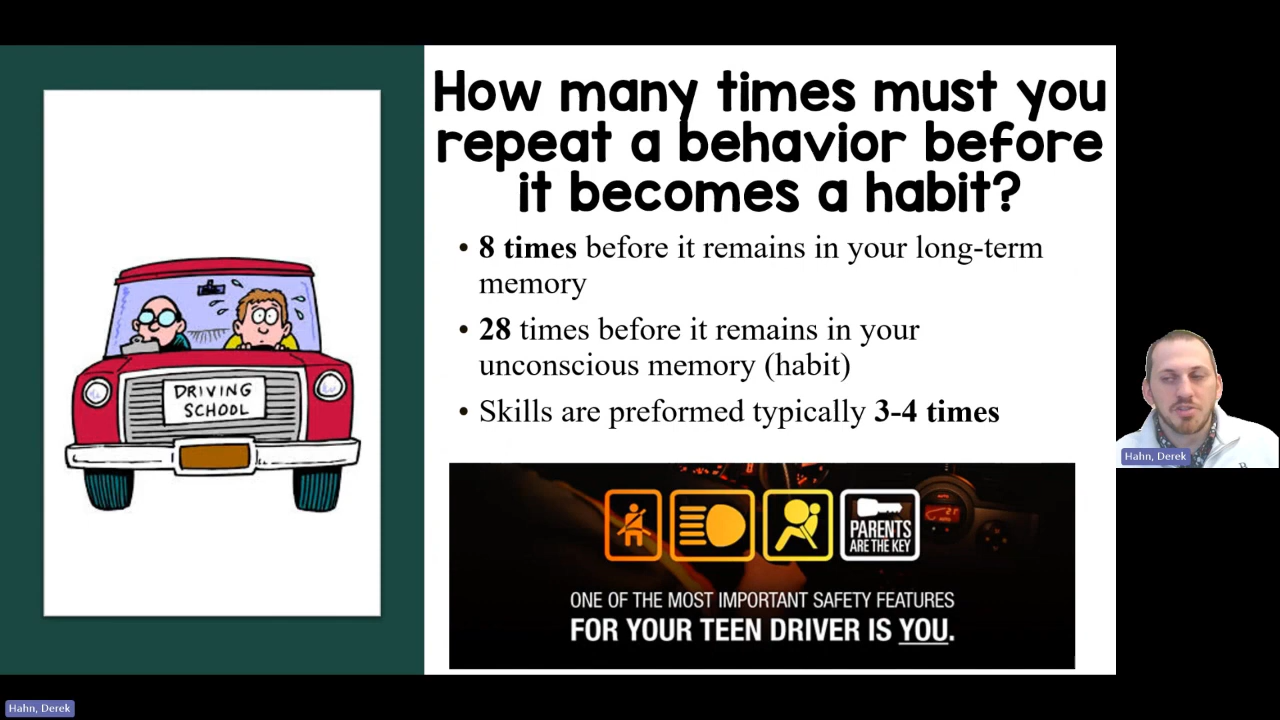 How many times must you
repeat a behavior before
it becomes a habit?
• 8 times before it remains in your long-term
memory
• 28 times before it remains in your
unconscious memory (habit)
• Skills are preformed typically 3-4 times
DRIVING
SCHOOL
PARENTS
ARE THE KEY
ONE OF THE MOST IMPORTANT SAFETY FEATURES
FOR YOUR TEEN DRIVER IS YOU.
Hahn, Derek
Hahn, Derek